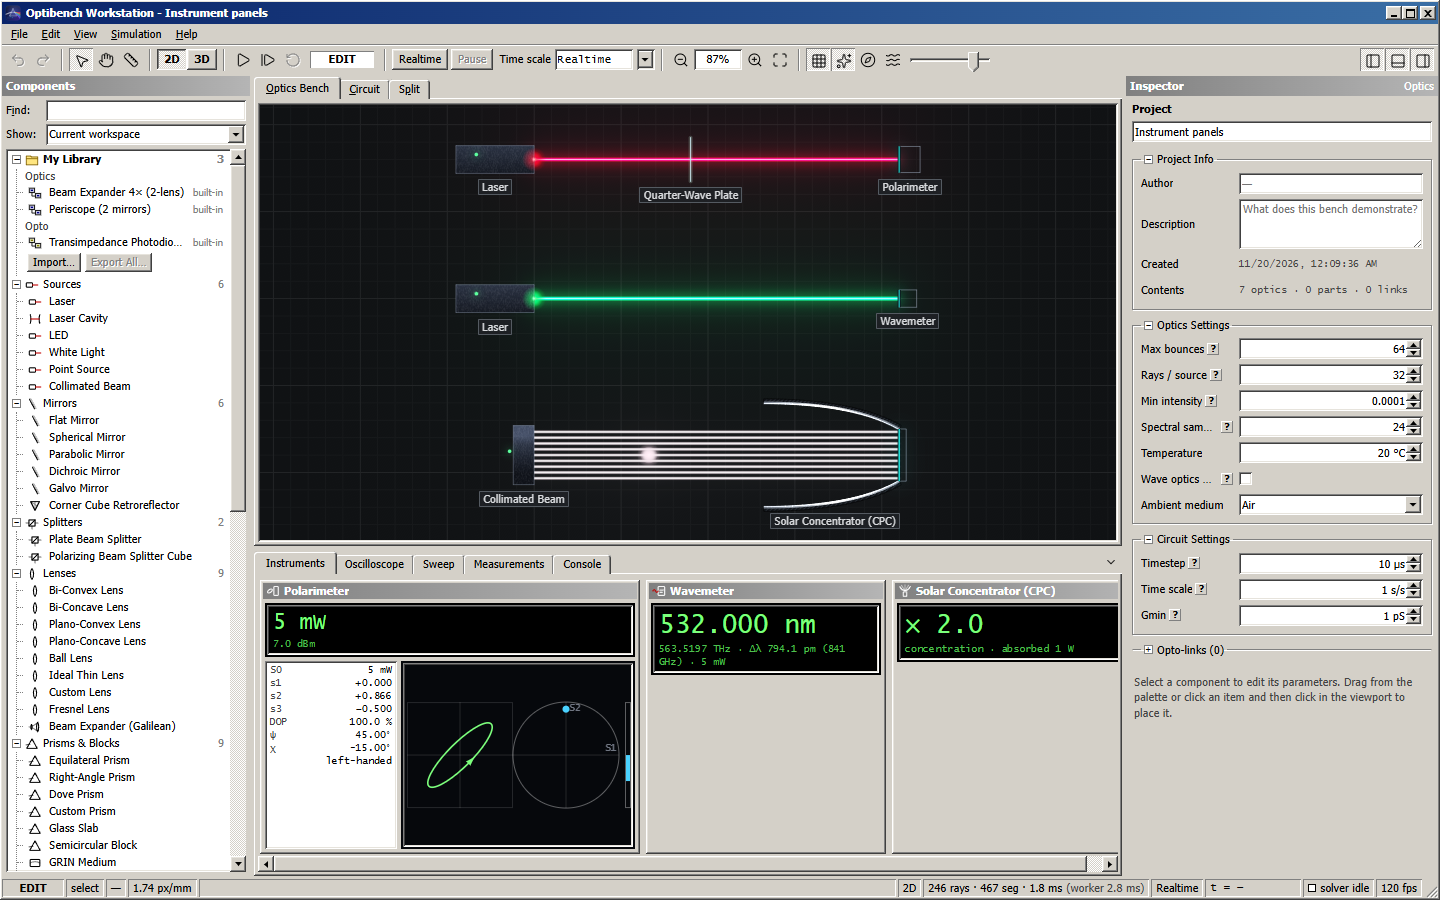 Optibench Workstation - Instrument panels
File Edit View Simulation Help
2D 3D EDIT Realtime Pause Time scale Realtime 87%
Components
Find:
Show: Current workspace
My Library 3
Optics
Beam Expander 4× (2-lens) built-in
Periscope (2 mirrors) built-in
Opto
Transimpedance Photodio... built-in
Import... Export All...
Sources 6
Laser
Laser Cavity
LED
White Light
Point Source
Collimated Beam
Mirrors 6
Flat Mirror
Spherical Mirror
Parabolic Mirror
Dichroic Mirror
Galvo Mirror
Corner Cube Retroreflector
Splitters 2
Plate Beam Splitter
Polarizing Beam Splitter Cube
Lenses 9
Bi-Convex Lens
Bi-Concave Lens
Plano-Convex Lens
Plano-Concave Lens
Ball Lens
Ideal Thin Lens
Custom Lens
Fresnel Lens
Beam Expander (Galilean)
Prisms & Blocks 9
Equilateral Prism
Right-Angle Prism
Dove Prism
Custom Prism
Glass Slab
Semicircular Block
GRIN Medium
Optics Bench Circuit Split
Laser
Quarter-Wave Plate
Polarimeter
Laser
Wavemeter
Collimated Beam
Solar Concentrator (CPC)
Instruments Oscilloscope Sweep Measurements Console
Polarimeter
5 mW
7.0 dBm
S0 5 mW
s1 +0.000
s2 +0.866
s3 -0.500
DOP 100.0 %
ψ 45.00°
χ -15.00°
left-handed
S2
S1
Wavemeter
532.000 nm
563.5197 THz · Δλ 794.1 pm (841
GHz) · 5 mW
Solar Concentrator (CPC)
× 2.0
concentration · absorbed 1 W
Inspector Optics
Project
Instrument panels
Project Info
Author —
Description What does this bench demonstrate?
Created 11/20/2026, 12:09:36 AM
Contents 7 optics · 0 parts · 0 links
Optics Settings
Max bounces ? 64
Rays / source ? 32
Min intensity ? 0.0001
Spectral sam... ? 24
Temperature 20 °C
Wave optics ... ?
Ambient medium Air
Circuit Settings
Timestep ? 10 µs
Time scale ? 1 s/s
Gmin ? 1 pS
Opto-links (0)
Select a component to edit its parameters. Drag from the
palette or click an item and then click in the viewport to
place it.
EDIT select — 1.74 px/mm 2D 246 rays · 467 seg · 1.8 ms (worker 2.8 ms) Realtime t = – solver idle 120 fps